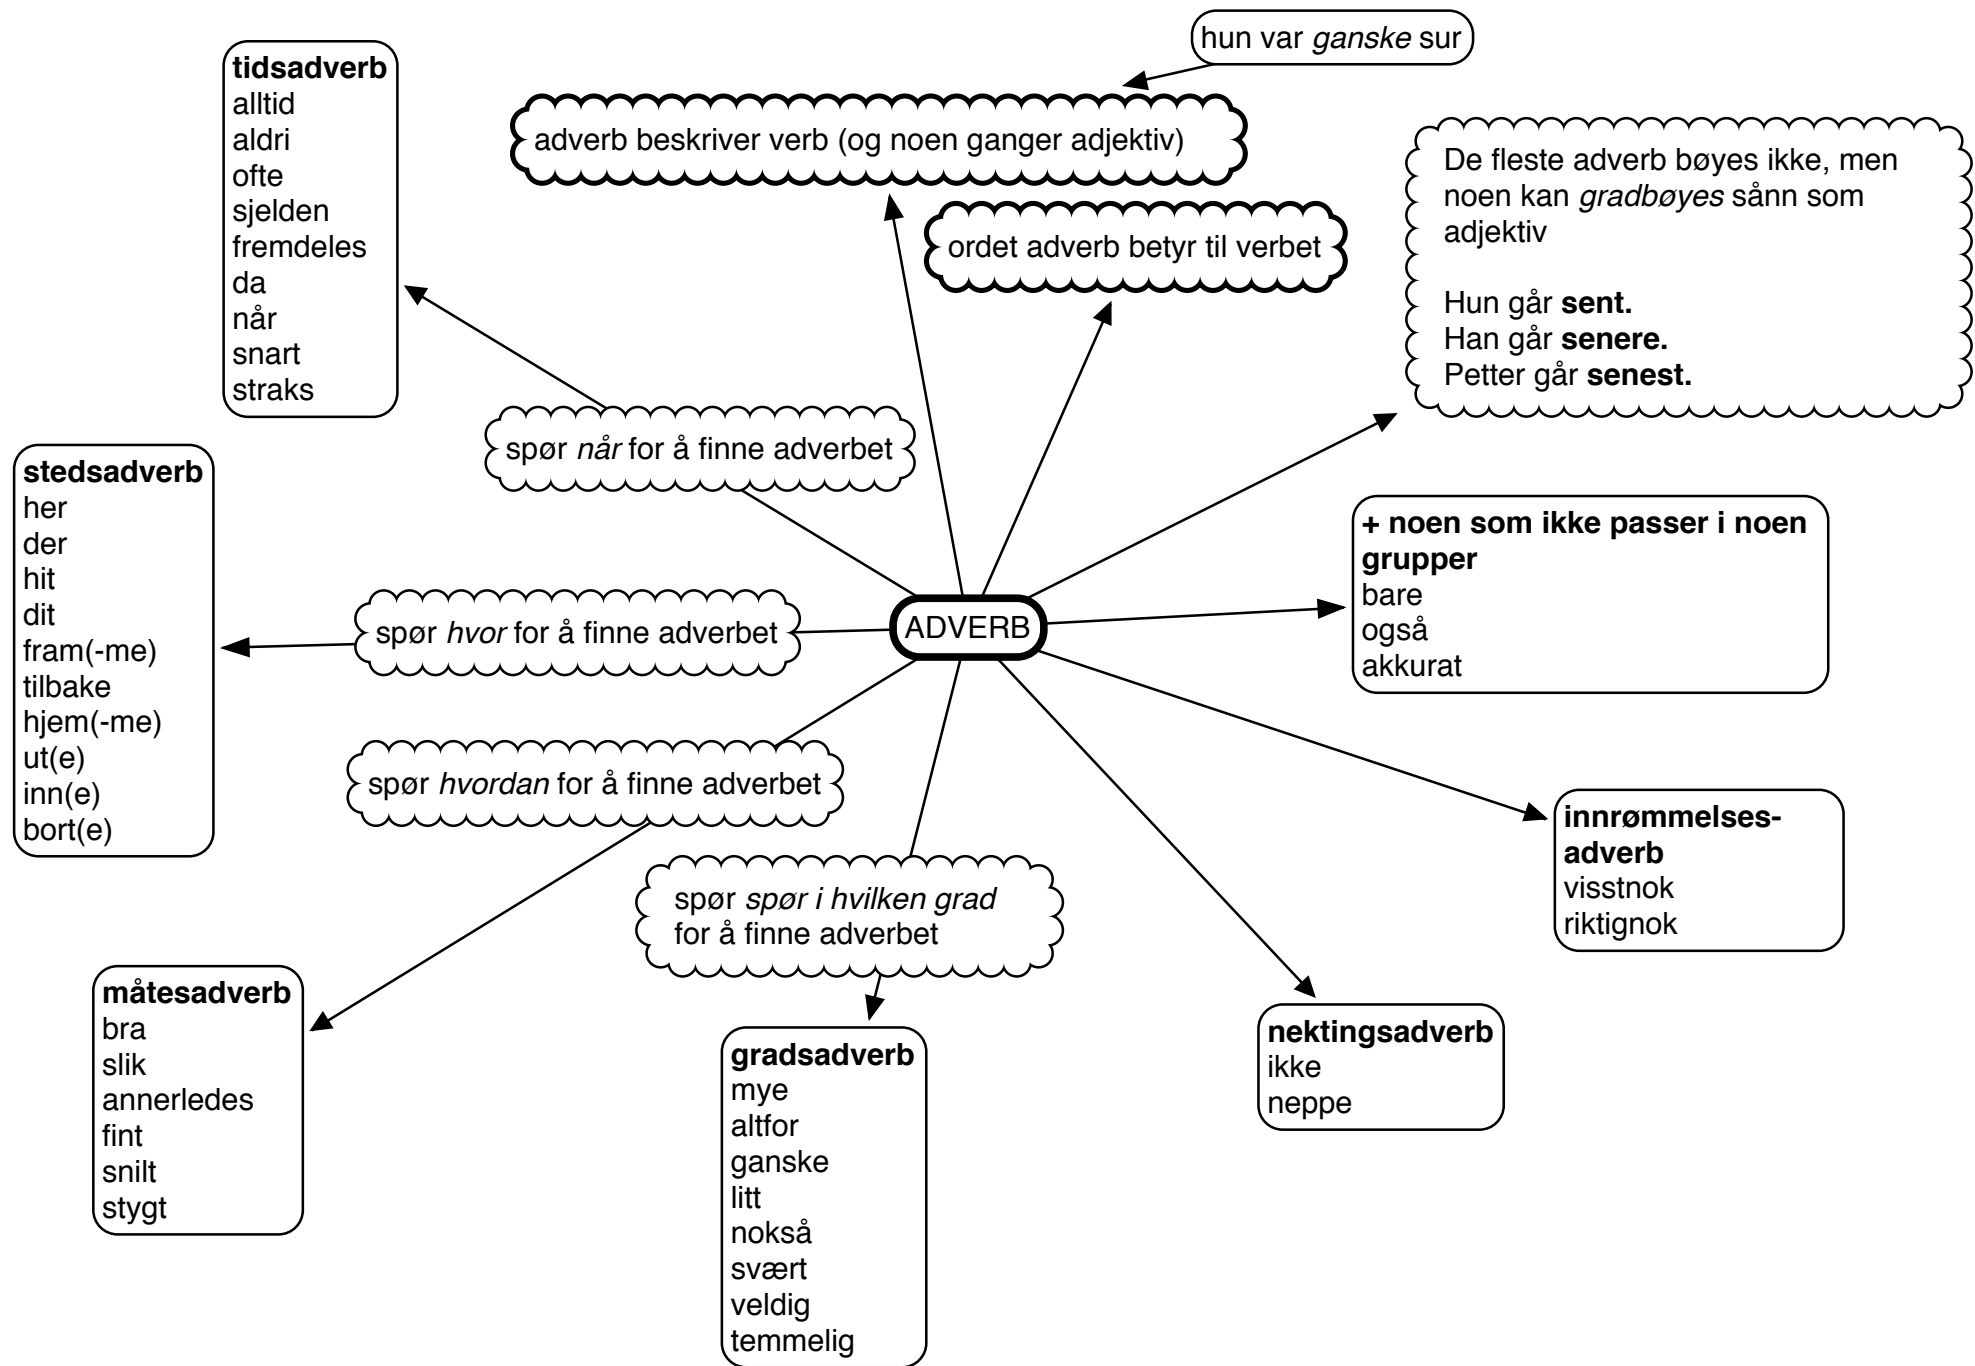 hun var ganske sur
tidsadverb
alltid
aldri
ofte
sjelden
fremdeles
da
når
snart
straks
adverb beskriver verb (og noen ganger adjektiv)
ordet adverb betyr til verbet
De fleste adverb bøyes ikke, men
noen kan gradbøyes sånn som
adjektiv
Hun går sent.
Han går senere.
Petter går senest.
spør når for å finne adverbet
stedsadverb
her
der
hit
dit
fram(-me)
tilbake
hjem(-me)
ut(e)
inn(e)
bort(e)
spør hvor for å finne adverbet
ADVERB
+ noen som ikke passer i noen
grupper
bare
også
akkurat
spør hvordan for å finne adverbet
innrømmelses-
adverb
visstnok
riktignok
spør spør i hvilken grad
for å finne adverbet
måtesadverb
bra
slik
annerledes
fint
snilt
stygt
gradsadverb
mye
altfor
ganske
litt
nokså
svært
veldig
temmelig
nektingsadverb
ikke
neppe